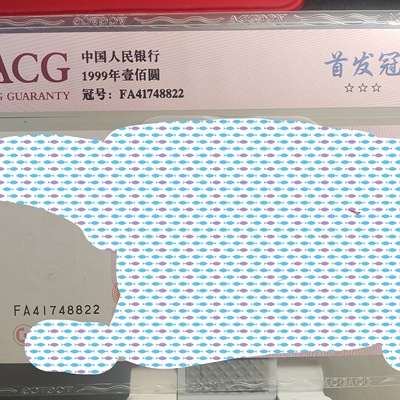 ACG
G GUARANTY
中国人民银行
1999年壹佰圆
冠号：FA41748822
首发冠
☆☆☆
FA41748822